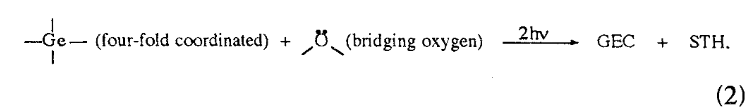 —Ge— (four-fold coordinated) + Ö (bridging oxygen) 2hν GEC + STH.
(2)